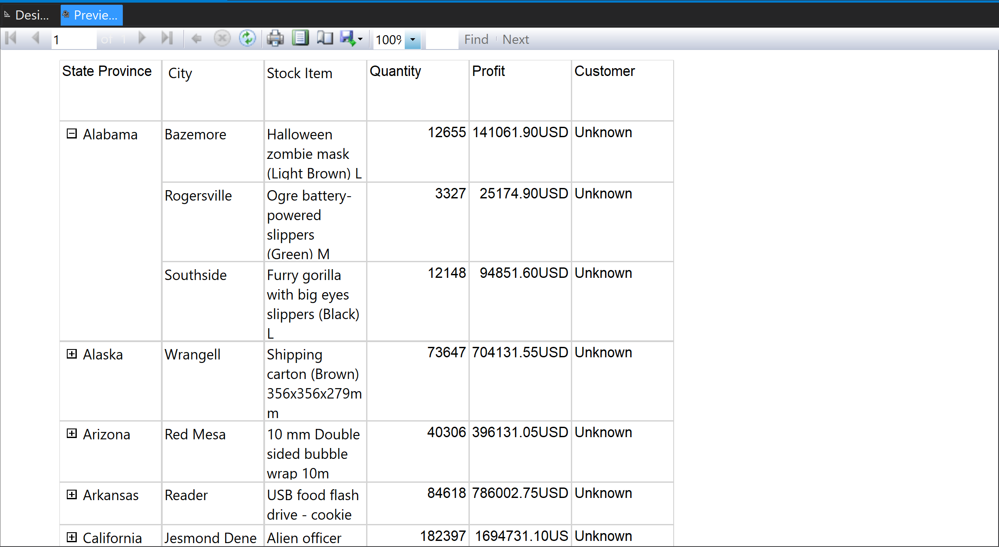 Desi... Previe...
1 of 1 100% Find Next
State Province City Stock Item Quantity Profit Customer
Alabama Bazemore Halloween 12655 141061.90USD Unknown
zombie mask
(Light Brown) L
Rogersville Ogre battery- 3327 25174.90USD Unknown
powered
slippers
(Green) M
Southside Furry gorilla 12148 94851.60USD Unknown
with big eyes
slippers (Black)
L
Alaska Wrangell Shipping 73647 704131.55USD Unknown
carton (Brown)
356x356x279m
m
Arizona Red Mesa 10 mm Double 40306 396131.05USD Unknown
sided bubble
wrap 10m
Arkansas Reader USB food flash 84618 786002.75USD Unknown
drive - cookie
California Jesmond Dene Alien officer 182397 1694731.10US Unknown